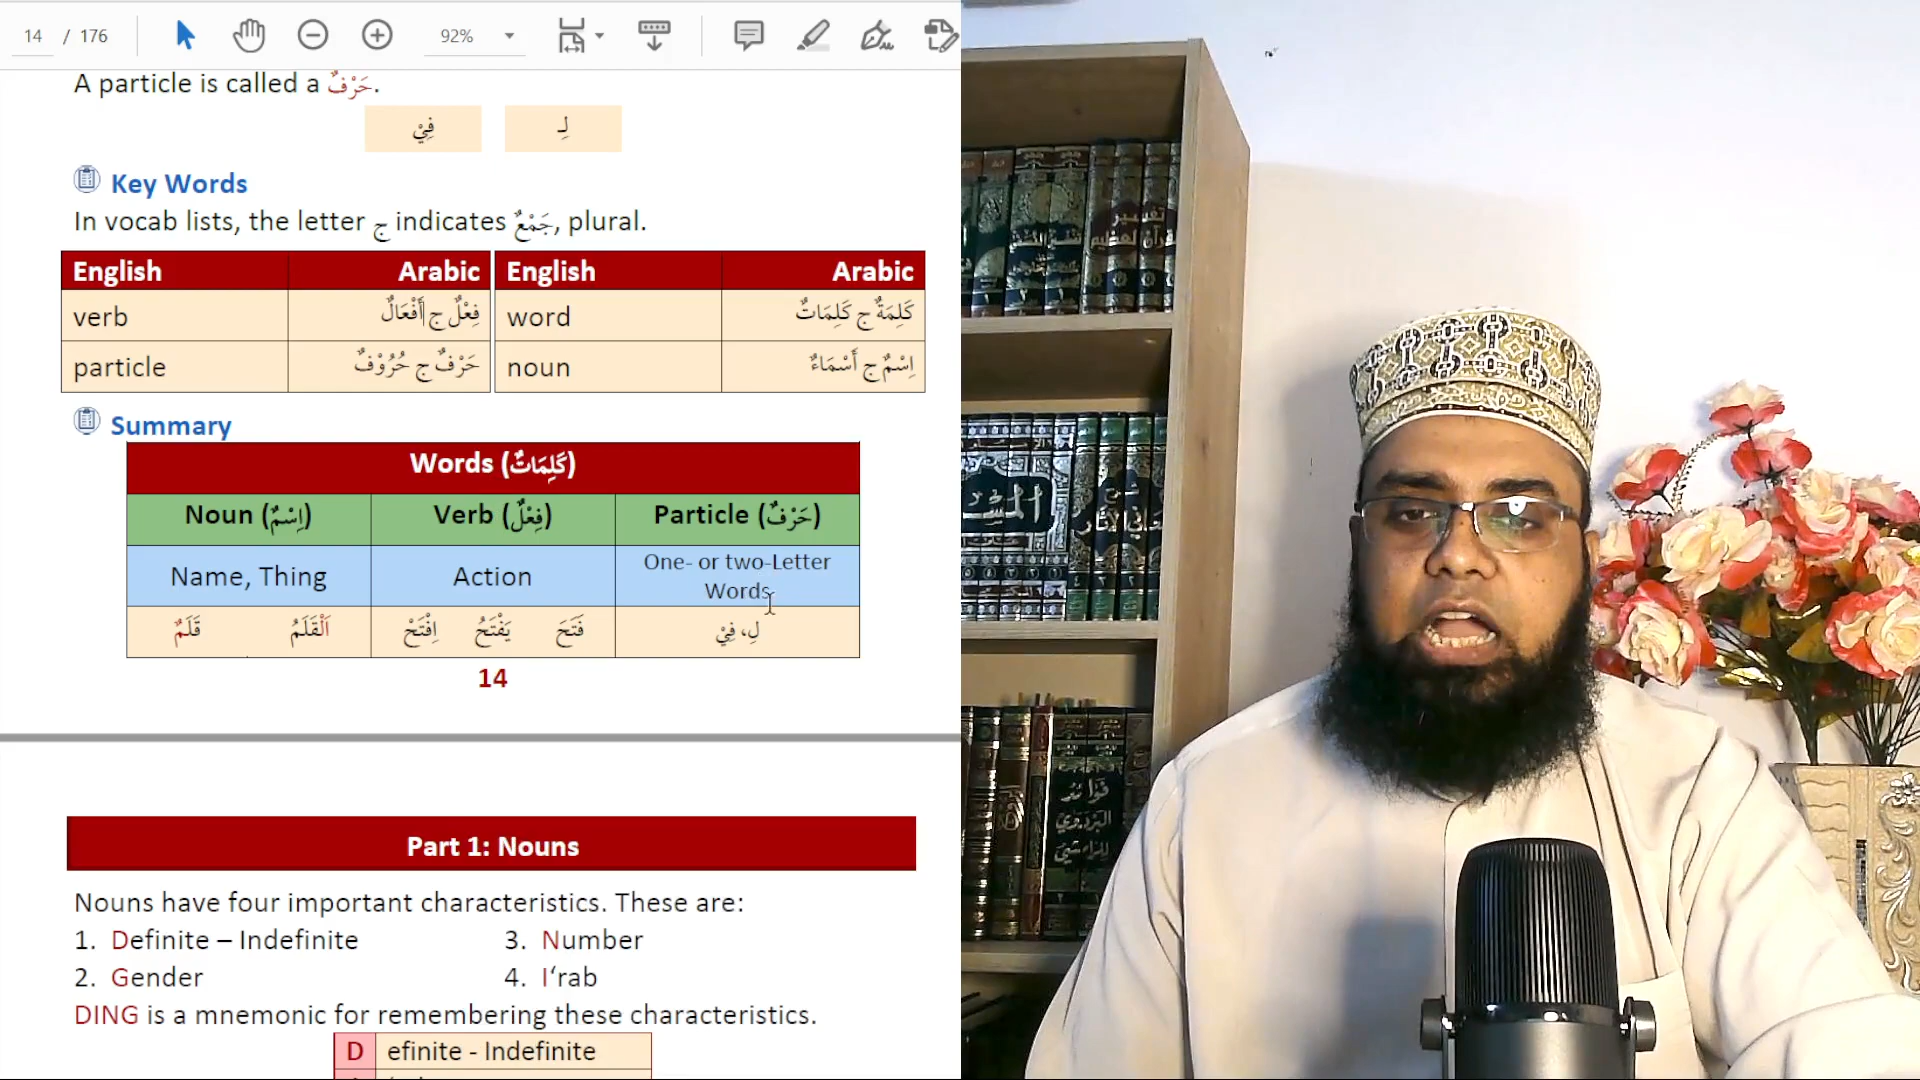 14 / 176
92%
A particle is called a حَرْفٌ.
فِيْ لِـ
Key Words
In vocab lists, the letter ج indicates جَمْعٌ, plural.
English Arabic English Arabic
verb فِعْلٌ ج أَفْعَالٌ word كَلِمَةٌ ج كَلِمَاتٌ
particle حَرْفٌ ج حُرُوْفٌ noun اِسْمٌ ج أَسْمَاءٌ
Summary
Words (كَلِمَاتٌ)
Noun (اِسْمٌ) Verb (فِعْلٌ) Particle (حَرْفٌ)
Name, Thing Action One- or two-Letter
Words
قَلَمٌ اَلْقَلَمُ اِفْتَحْ يَفْتَحُ فَتَحَ لِ، فِيْ
14
Part 1: Nouns
Nouns have four important characteristics. These are:
1. Definite – Indefinite 3. Number
2. Gender 4. I‘rab
DING is a mnemonic for remembering these characteristics.
D efinite - Indefinite